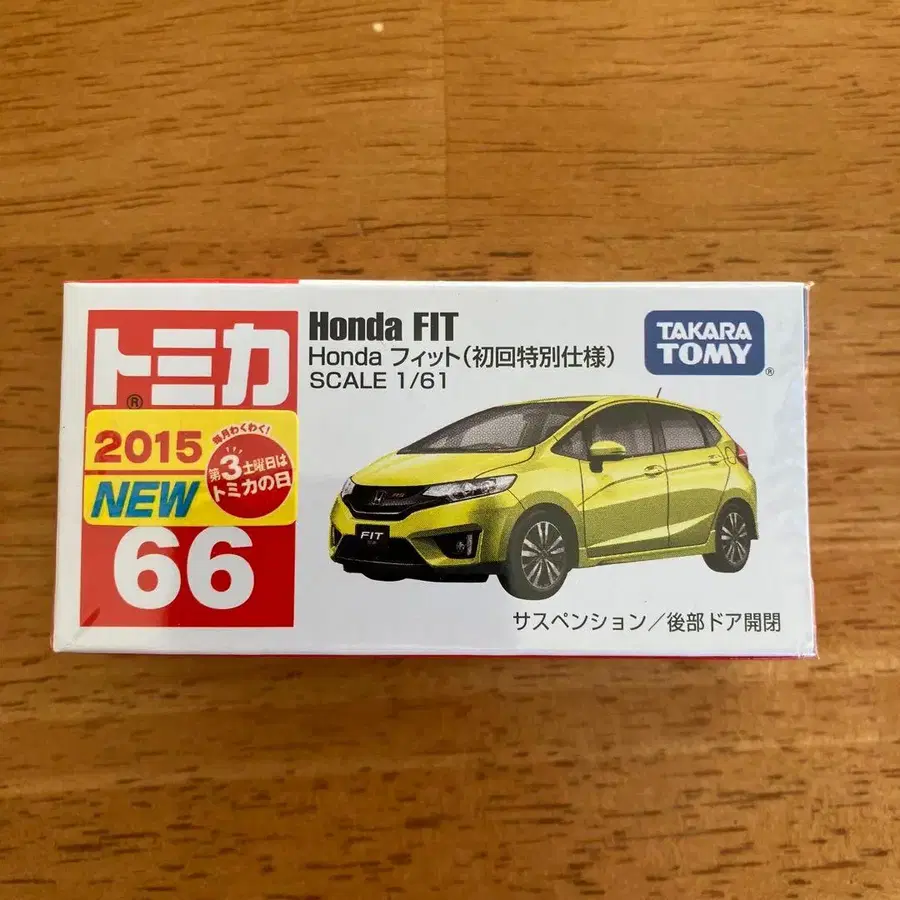 トミカ®
2015
NEW
毎月わくわく!
第3土曜日は
トミカの日
66
Honda FIT
Honda フィット(初回特別仕様)
SCALE 1/61
TAKARA
TOMY®
RS
FIT
サスペンション/後部ドア開閉